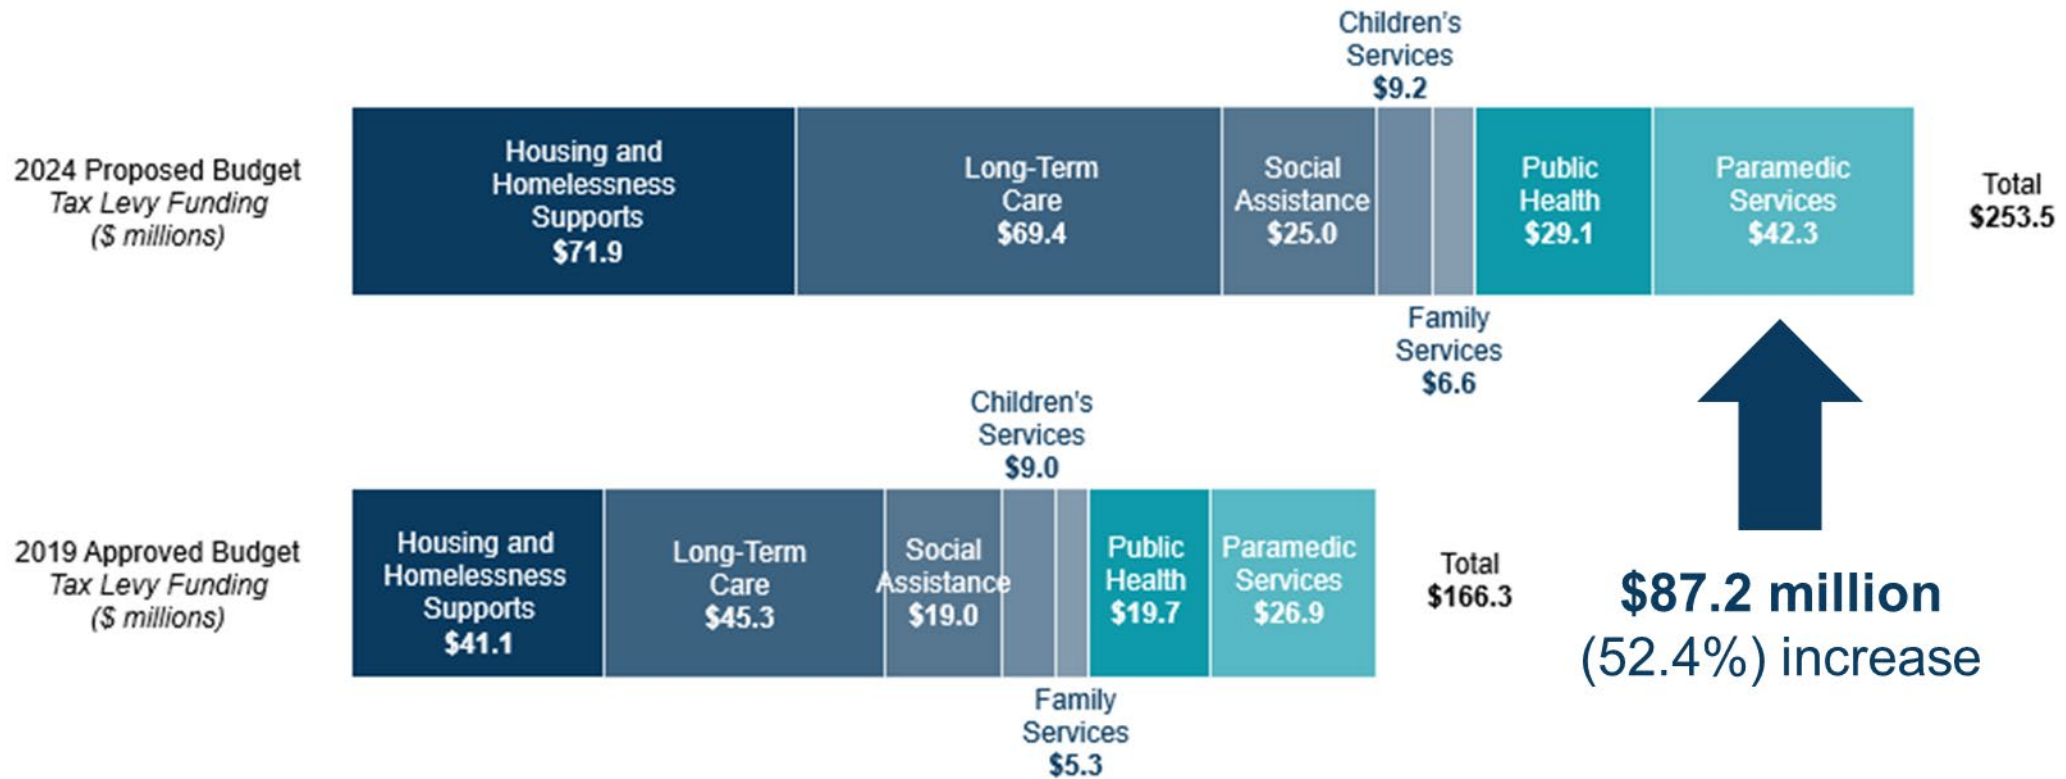 Children's
Services
$9.2
2024 Proposed Budget
Tax Levy Funding
($ millions)
Housing and
Homelessness
Supports
$71.9
Long-Term
Care
$69.4
Social
Assistance
$25.0
Public
Health
$29.1
Paramedic
Services
$42.3
Total
$253.5
Family
Services
$6.6
Children's
Services
$9.0
2019 Approved Budget
Tax Levy Funding
($ millions)
Housing and
Homelessness
Supports
$41.1
Long-Term
Care
$45.3
Social
Assistance
$19.0
Public
Health
$19.7
Paramedic
Services
$26.9
Total
$166.3
Family
Services
$5.3
$87.2 million
(52.4%) increase